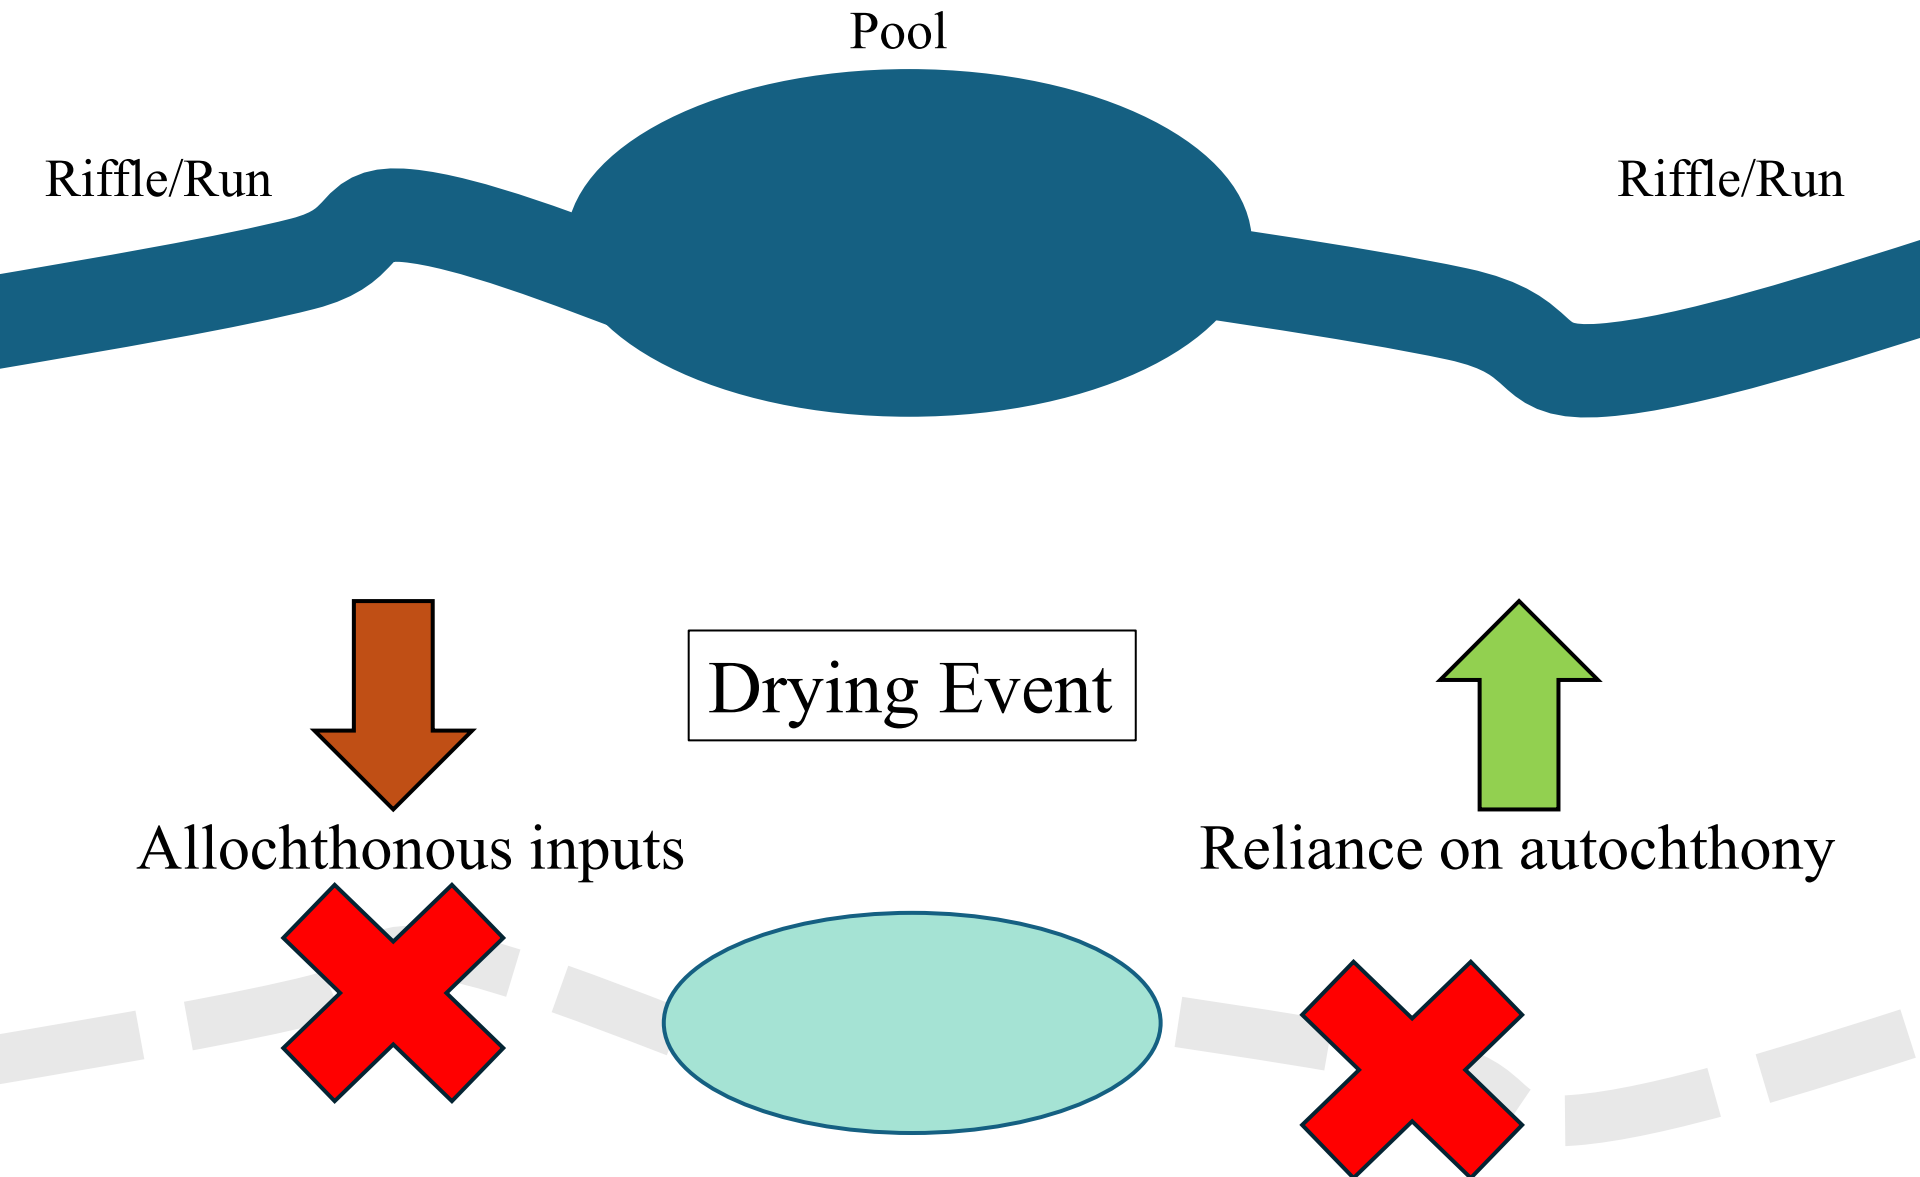 Pool
Riffle/Run
Riffle/Run
Drying Event
Allochthonous inputs
Reliance on autochthony